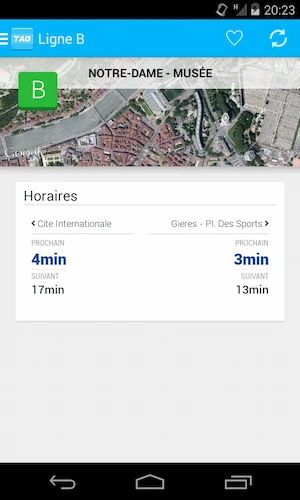 20:23
TAG Ligne B
NOTRE-DAME - MUSÉE
B
Google
Horaires
Cite Internationale
Gieres - Pl. Des Sports
PROCHAIN
PROCHAIN
4min
3min
SUIVANT
SUIVANT
17min
13min